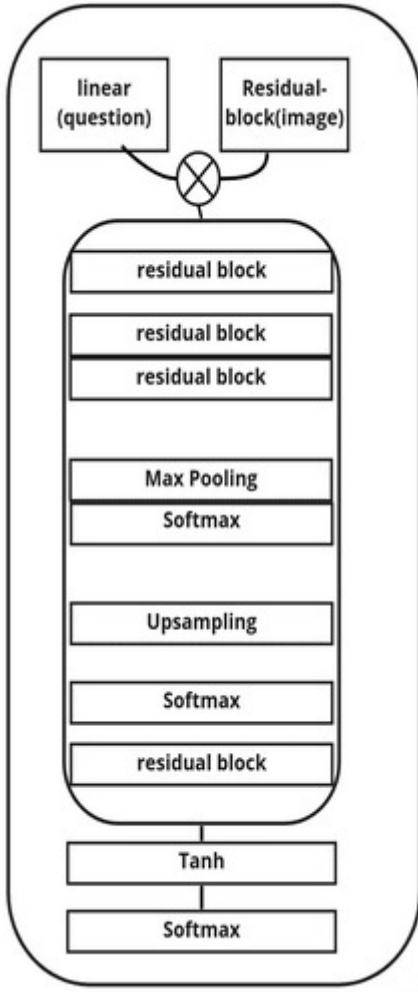 linear
(question)
Residual-
block(image)
residual block
residual block
residual block
Max Pooling
Softmax
Upsampling
Softmax
residual block
Tanh
Softmax